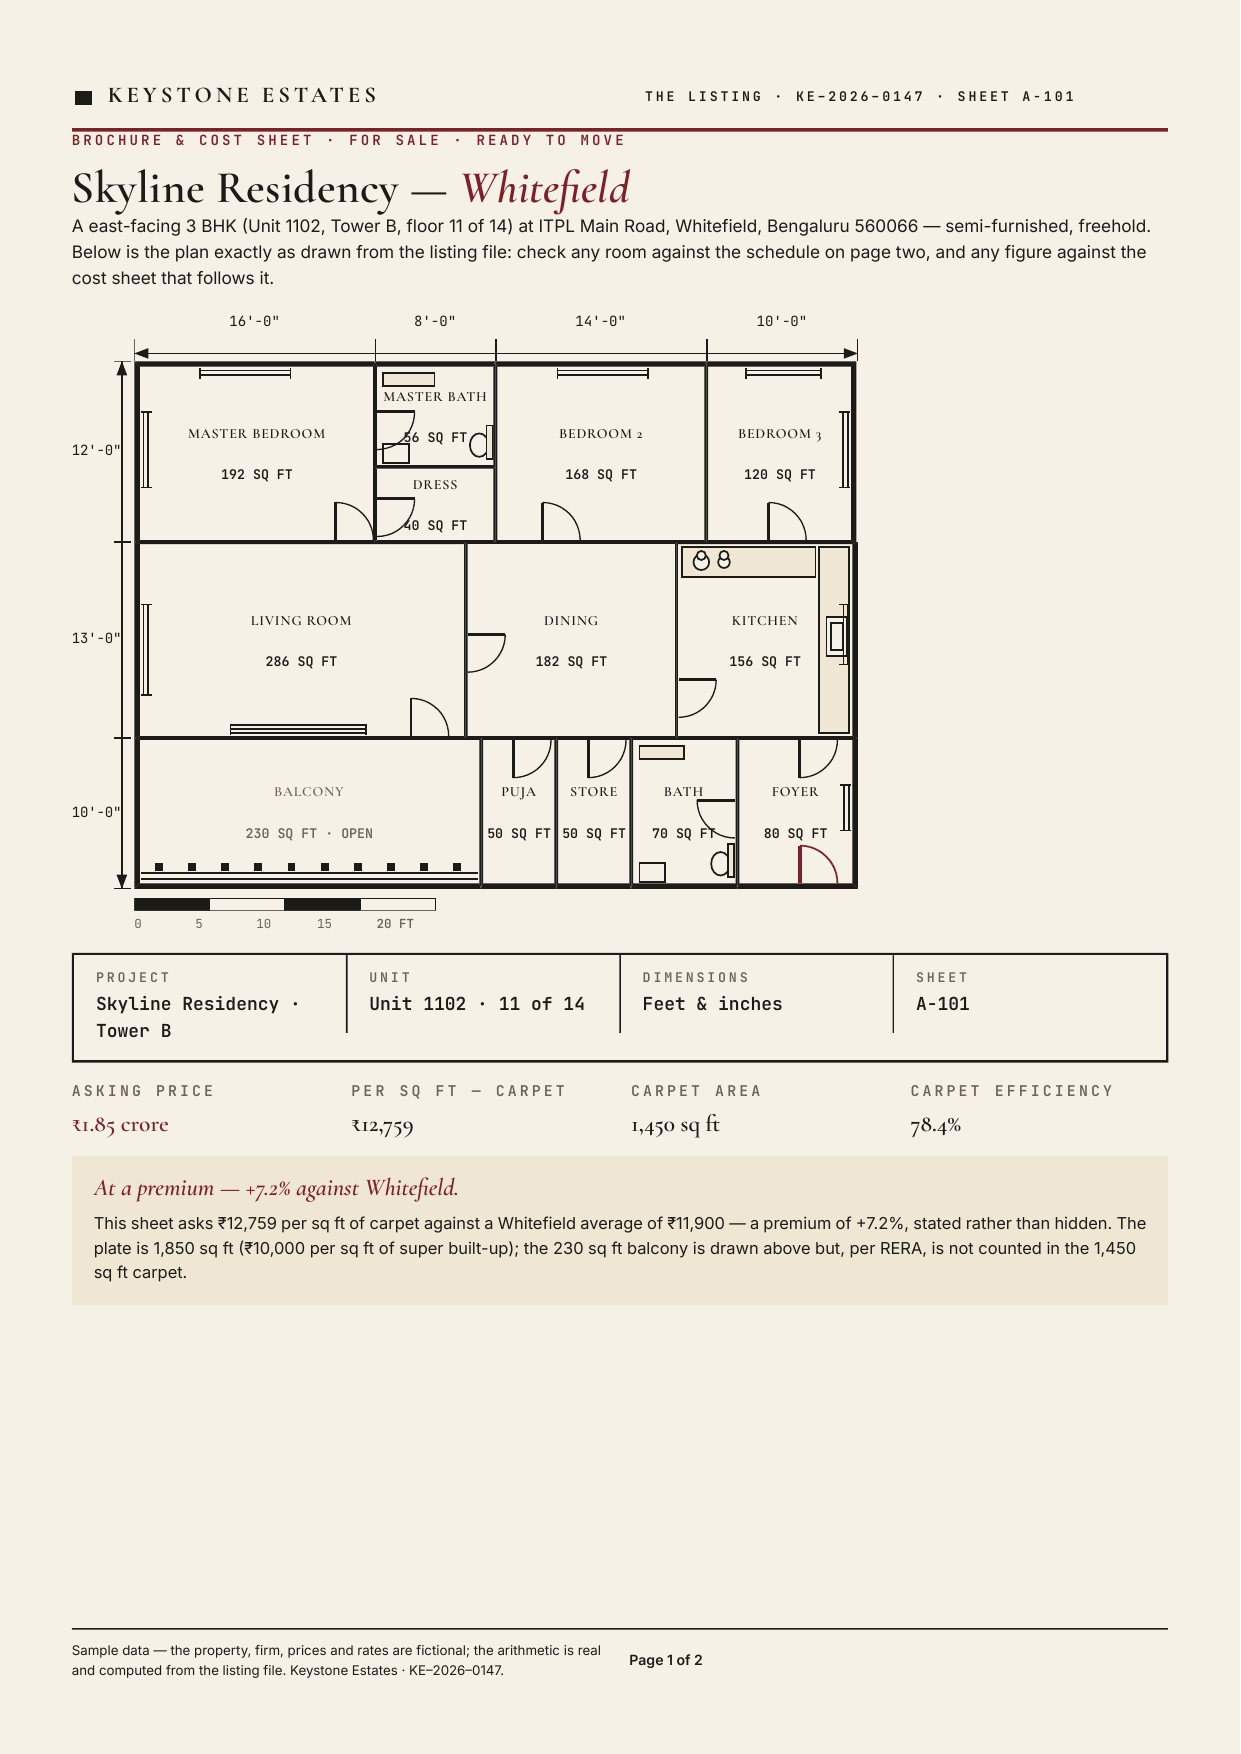 KEYSTONE ESTATES
THE LISTING · KE–2026–0147 · SHEET A-101
BROCHURE & COST SHEET · FOR SALE · READY TO MOVE
Skyline Residency — Whitefield
A east-facing 3 BHK (Unit 1102, Tower B, floor 11 of 14) at ITPL Main Road, Whitefield, Bengaluru 560066 — semi-furnished, freehold.
Below is the plan exactly as drawn from the listing file: check any room against the schedule on page two, and any figure against the
cost sheet that follows it.
16'-0" 8'-0" 14'-0" 10'-0"
MASTER BATH
MASTER BEDROOM BEDROOM 2 BEDROOM 3
56 SQ FT
12'-0"
192 SQ FT 168 SQ FT 120 SQ FT
DRESS
40 SQ FT
LIVING ROOM DINING KITCHEN
13'-0"
286 SQ FT 182 SQ FT 156 SQ FT
BALCONY PUJA STORE BATH FOYER
10'-0"
230 SQ FT · OPEN 50 SQ FT 50 SQ FT 70 SQ FT 80 SQ FT
0 5 10 15 20 FT
PROJECT UNIT DIMENSIONS SHEET
Skyline Residency · Unit 1102 · 11 of 14 Feet & inches A-101
Tower B
ASKING PRICE PER SQ FT — CARPET CARPET AREA CARPET EFFICIENCY
₹1.85 crore ₹12,759 1,450 sq ft 78.4%
At a premium — +7.2% against Whitefield.
This sheet asks ₹12,759 per sq ft of carpet against a Whitefield average of ₹11,900 — a premium of +7.2%, stated rather than hidden. The
plate is 1,850 sq ft (₹10,000 per sq ft of super built-up); the 230 sq ft balcony is drawn above but, per RERA, is not counted in the 1,450
sq ft carpet.
Sample data — the property, firm, prices and rates are fictional; the arithmetic is real
and computed from the listing file. Keystone Estates · KE–2026–0147.
Page 1 of 2